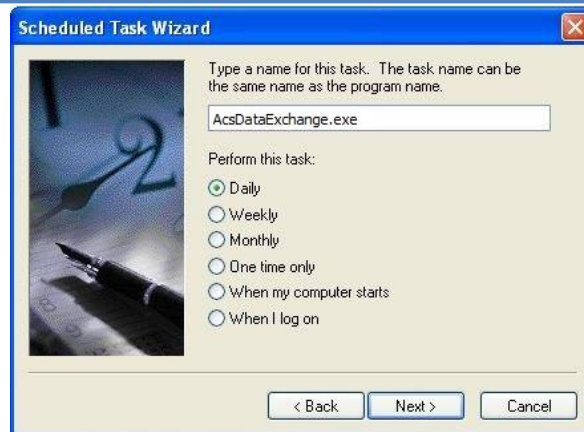 Scheduled Task Wizard
Type a name for this task. The task name can be
the same name as the program name.
AcsDataExchange.exe
Perform this task:
Daily
Weekly
Monthly
One time only
When my computer starts
When I log on
< Back Next > Cancel